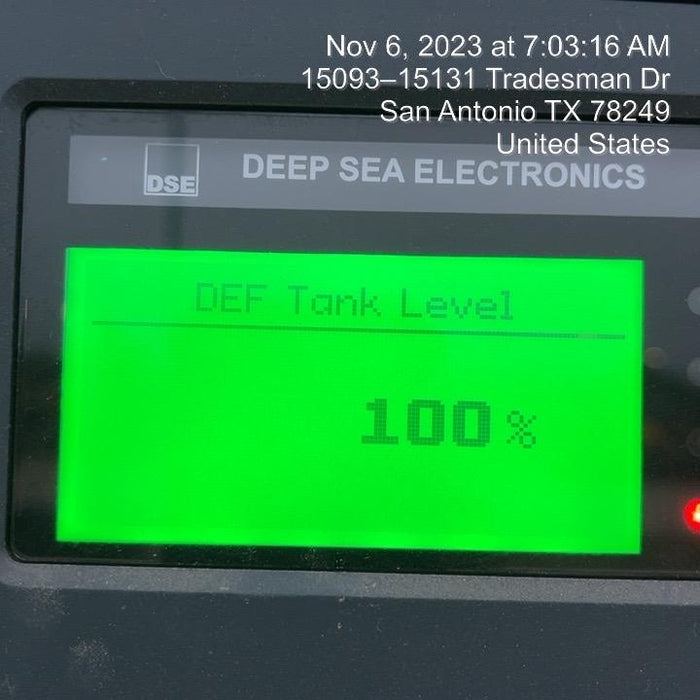 Nov 6, 2023 at 7:03:16 AM
15093–15131 Tradesman Dr
San Antonio TX 78249
United States
DSE DEEP SEA ELECTRONICS
DEF Tank Level
100 %